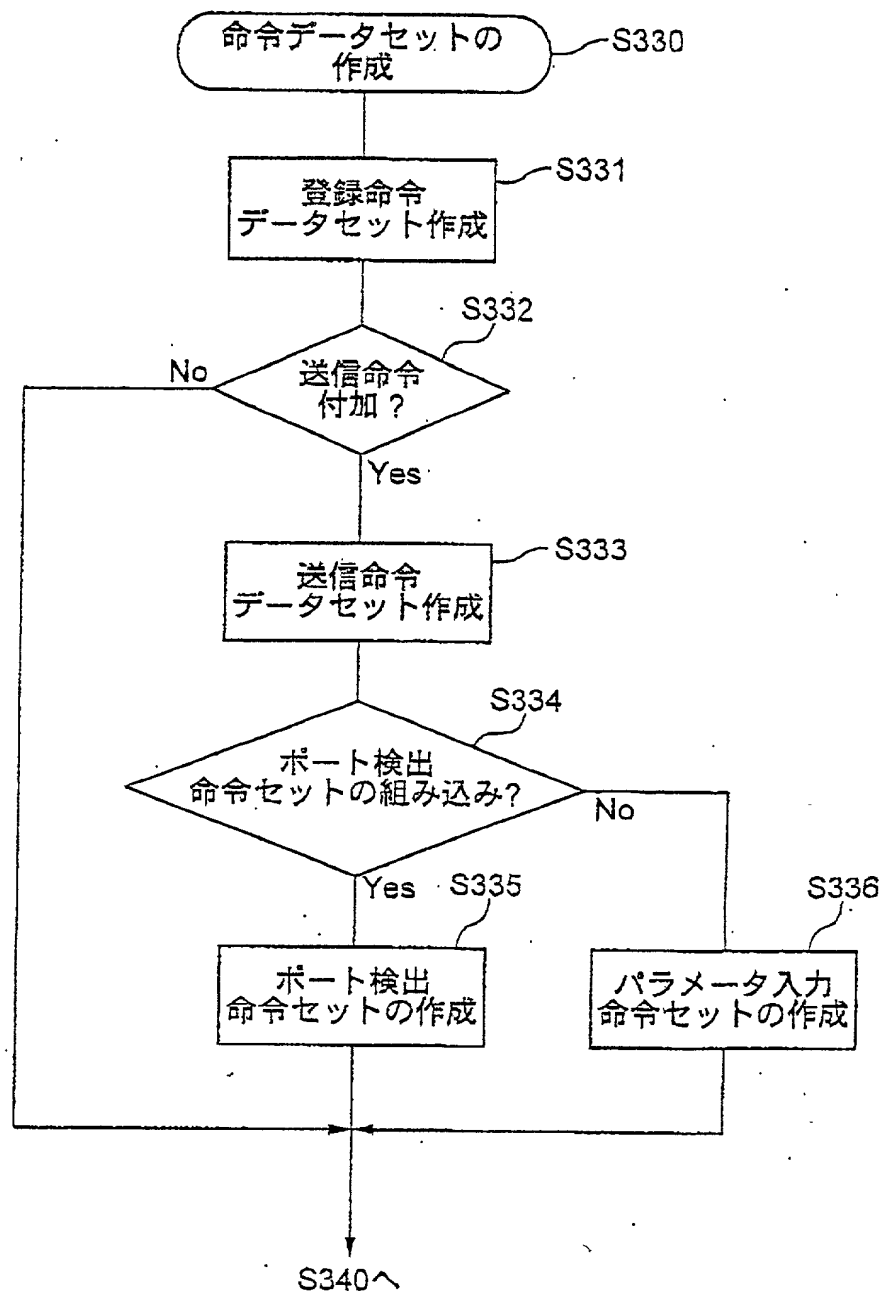 命令データセットの
作成
S330
S331
登録命令
データセット作成
S332
No
送信命令
付加？
Yes
S333
送信命令
データセット作成
S334
ポート検出
命令セットの組み込み？
No
Yes
S335
S336
ポート検出
命令セットの作成
パラメータ入力
命令セットの作成
S340へ